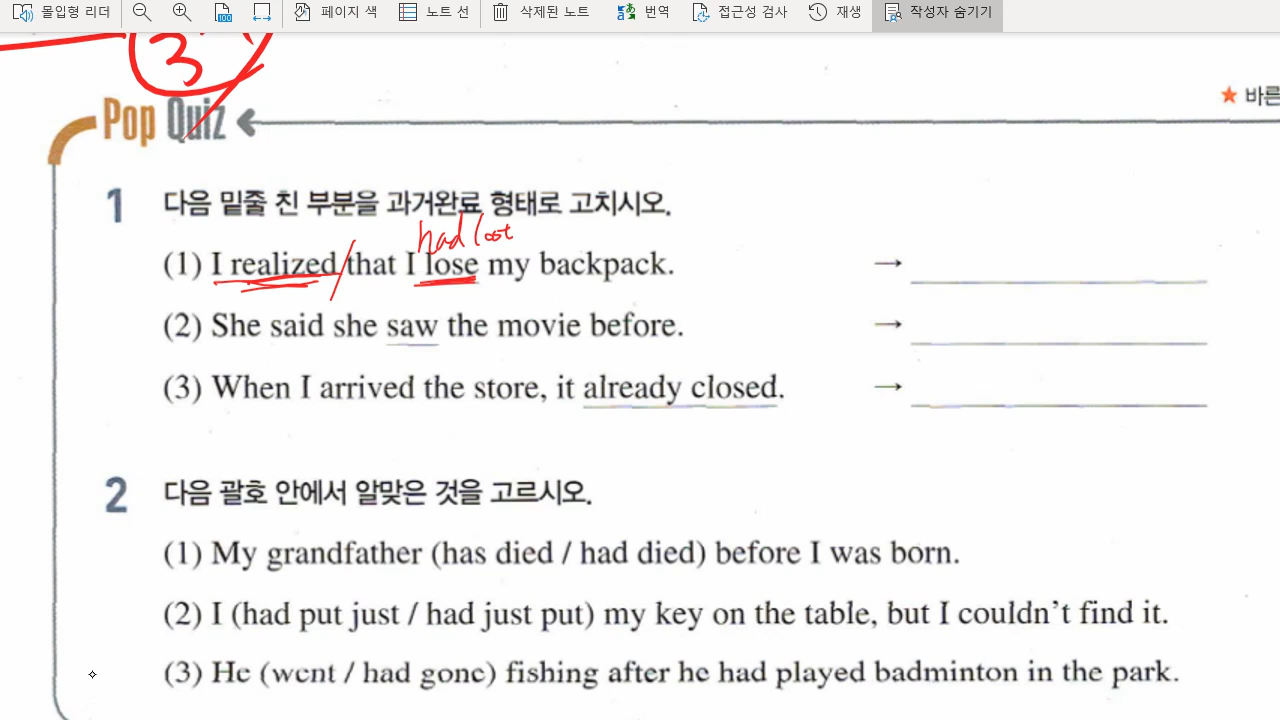 몰입형 리더 100 페이지 색 노트 선 삭제된 노트 번역 접근성 검사 재생 작성자 숨기기
3
Pop Quiz
★ 바른
1 다음 밑줄 친 부분을 과거완료 형태로 고치시오.
had lost
(1) I realized that I lose my backpack. →
(2) She said she saw the movie before. →
(3) When I arrived the store, it already closed. →
2 다음 괄호 안에서 알맞은 것을 고르시오.
(1) My grandfather (has died / had died) before I was born.
(2) I (had put just / had just put) my key on the table, but I couldn't find it.
(3) He (went / had gone) fishing after he had played badminton in the park.